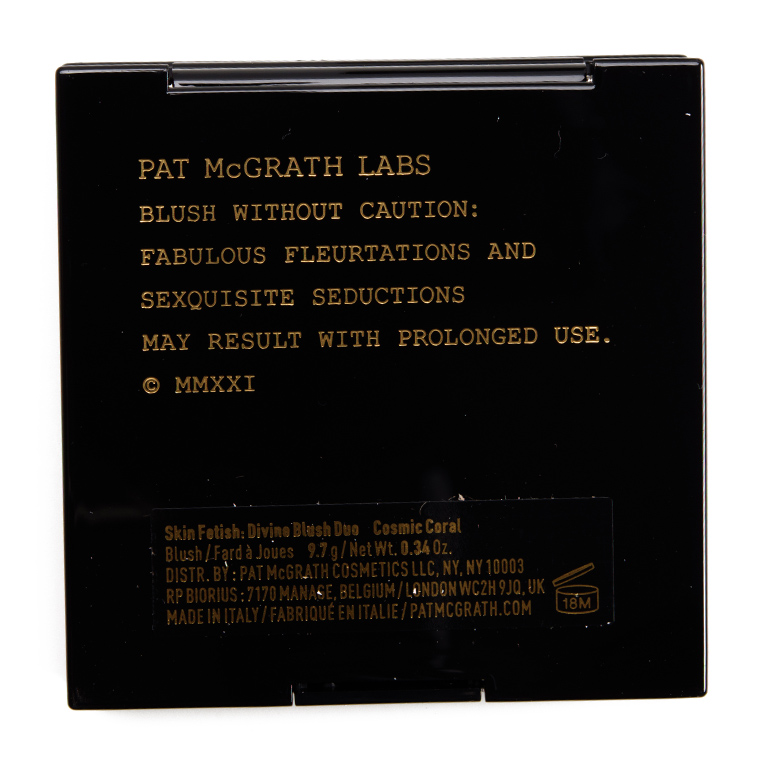 PAT McGRATH LABS
BLUSH WITHOUT CAUTION:
FABULOUS FLEURTATIONS AND
SEXQUISITE SEDUCTIONS
MAY RESULT WITH PROLONGED USE.
© MMXXI
Skin Fetish: Divine Blush Duo Cosmic Coral
Blush / Fard à Joues 9.7 g / Net Wt. 0.34 Oz.
DISTR. BY : PAT McGRATH COSMETICS LLC, NY, NY 10003
RP BIORIUS : 7170 MANAGE, BELGIUM / LONDON WC2H 9JQ, UK
MADE IN ITALY / FABRIQUÉ EN ITALIE / PATMCGRATH.COM
18M